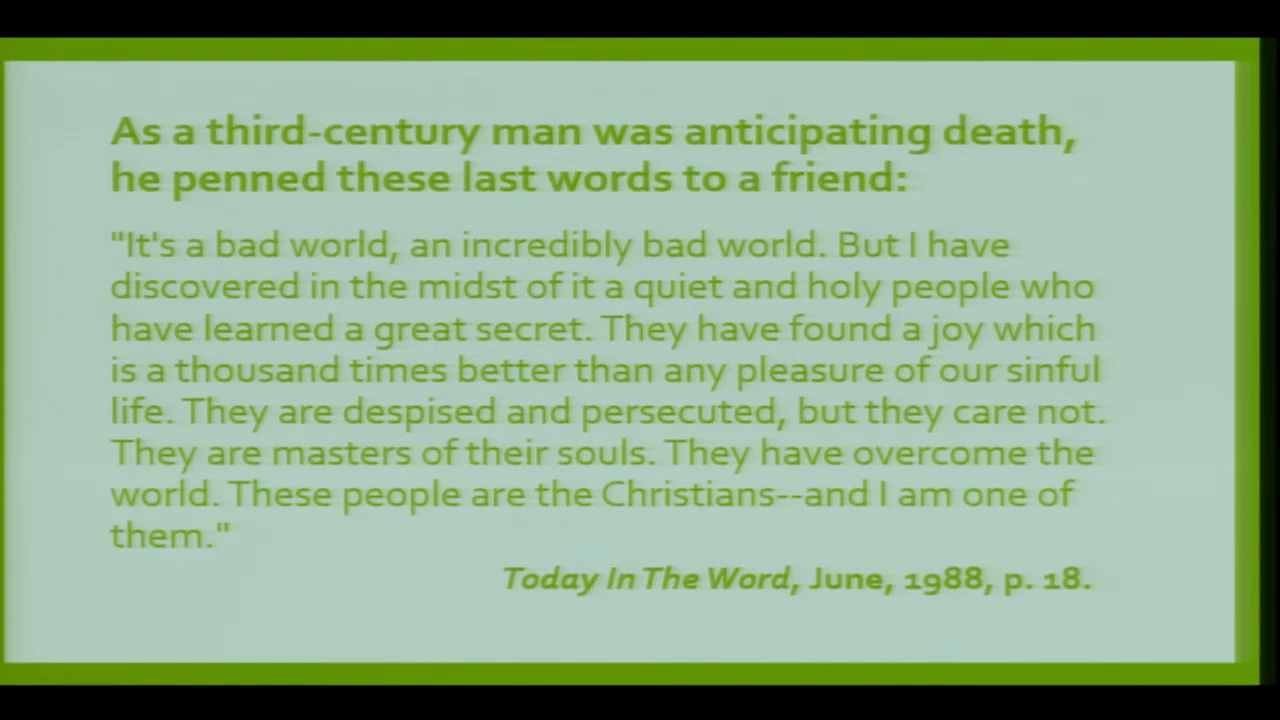 As a third-century man was anticipating death,
he penned these last words to a friend:
"It's a bad world, an incredibly bad world. But I have
discovered in the midst of it a quiet and holy people who
have learned a great secret. They have found a joy which
is a thousand times better than any pleasure of our sinful
life. They are despised and persecuted, but they care not.
They are masters of their souls. They have overcome the
world. These people are the Christians--and I am one of
them."
Today In The Word, June, 1988, p. 18.